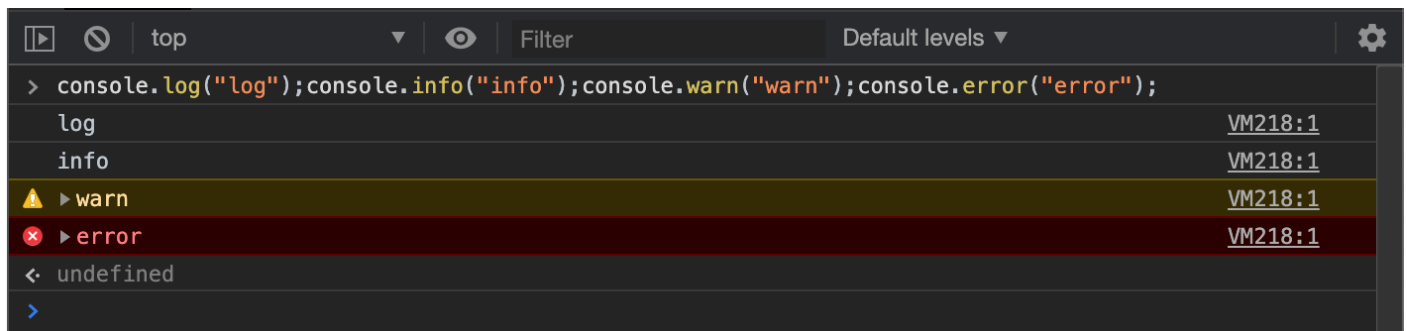 top Filter Default levels
console.log("log");console.info("info");console.warn("warn");console.error("error");
log VM218:1
info VM218:1
warn VM218:1
error VM218:1
undefined